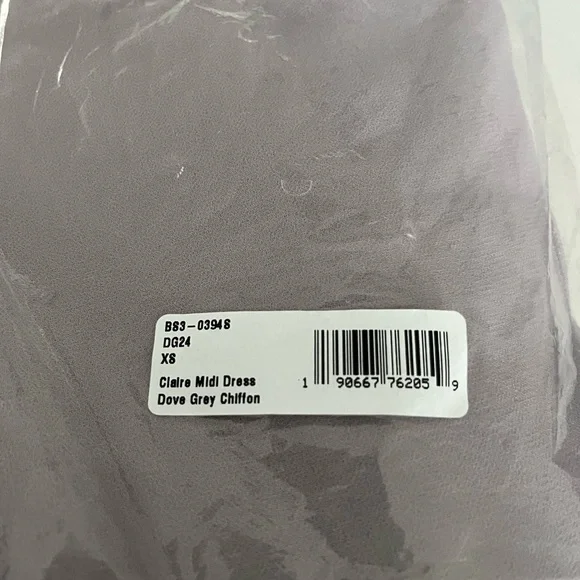 BS3-0394S
DG24
XS
Claire Midi Dress
Dove Grey Chiffon
1 90667 76205 9